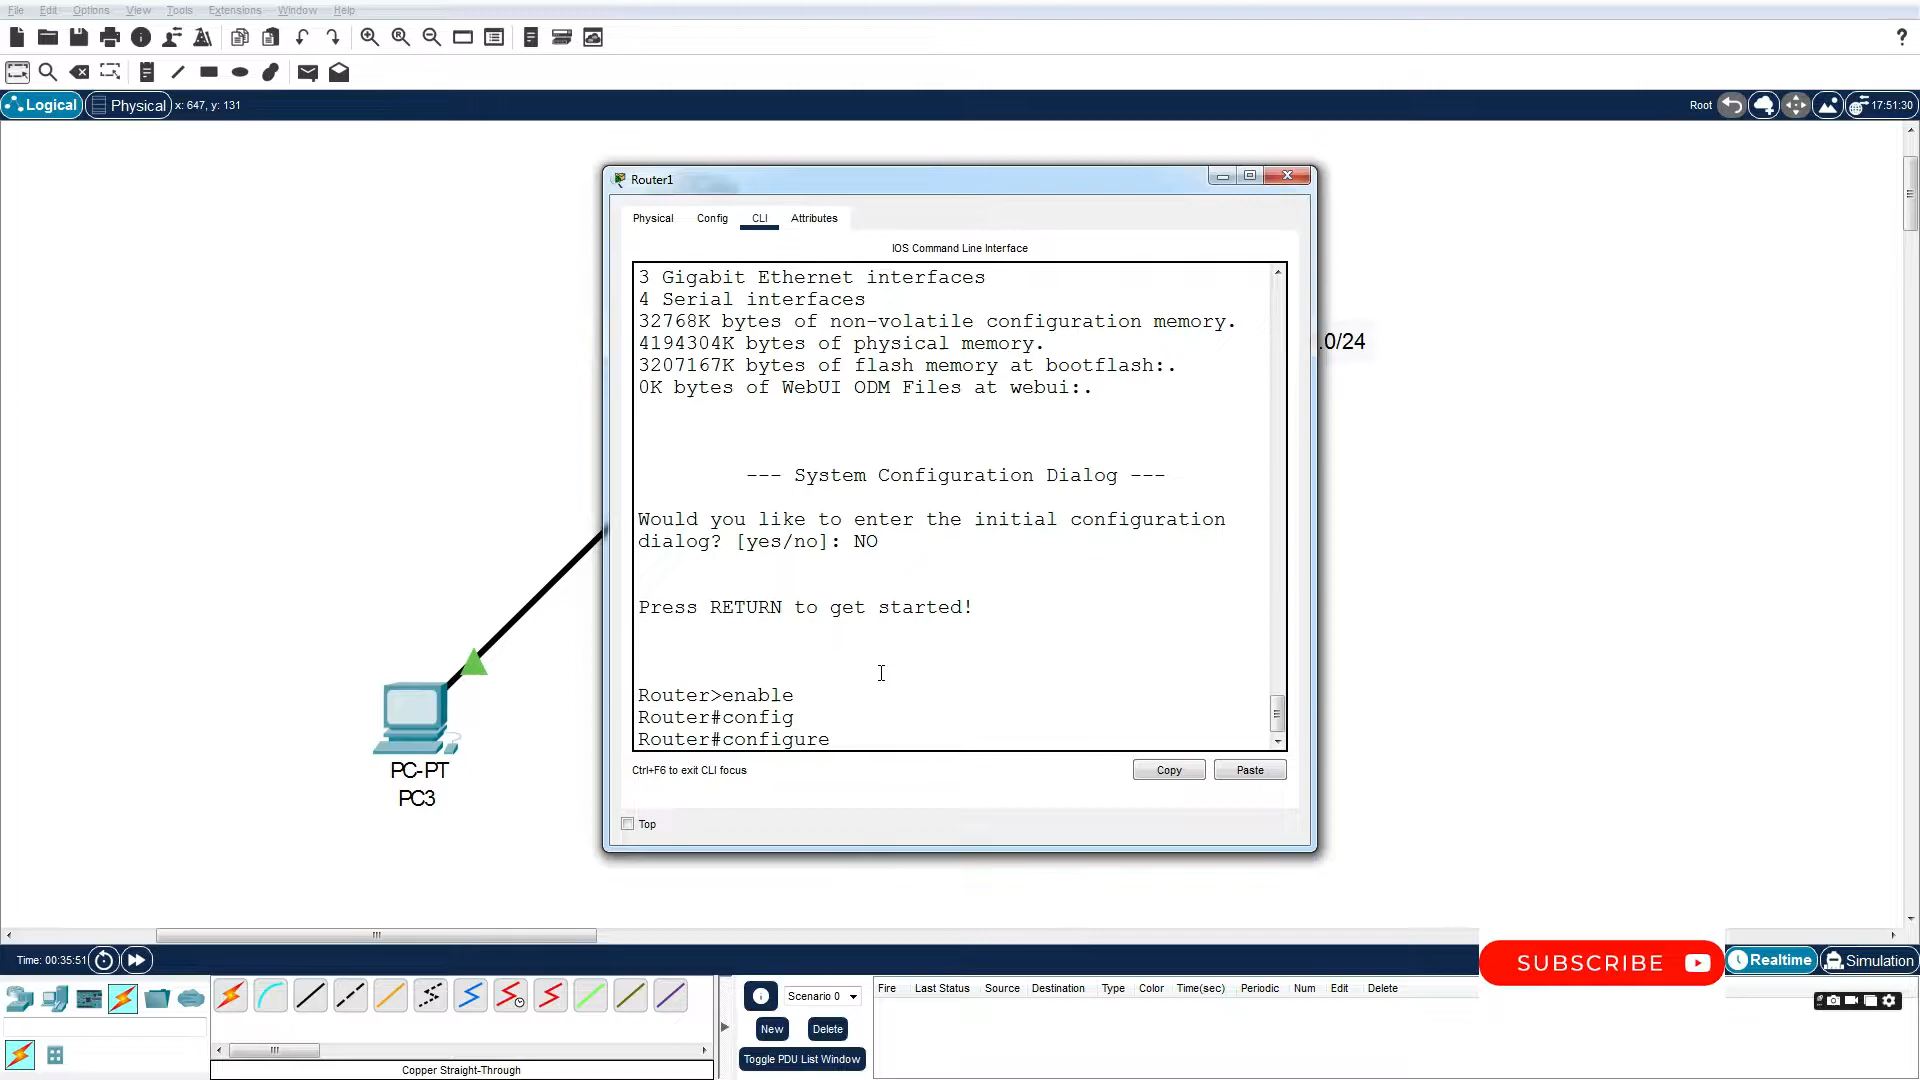 File Edit Options View Tools Extensions Window Help
?
Logical Physical x: 647, y: 131 Root 17:51:30
Router1
Physical Config CLI Attributes
IOS Command Line Interface
3 Gigabit Ethernet interfaces
4 Serial interfaces
32768K bytes of non-volatile configuration memory.
4194304K bytes of physical memory.
.0/24
3207167K bytes of flash memory at bootflash:.
0K bytes of WebUI ODM Files at webui:.
--- System Configuration Dialog ---
Would you like to enter the initial configuration
dialog? [yes/no]: NO
Press RETURN to get started!
Router>enable
Router#config
Router#configure
Ctrl+F6 to exit CLI focus
Copy Paste
PC-PT
PC3
Top
Time: 00:35:51
SUBSCRIBE
Realtime Simulation
Scenario 0
Fire Last Status Source Destination Type Color Time(sec) Periodic Num Edit Delete
New Delete
Toggle PDU List Window
Copper Straight-Through